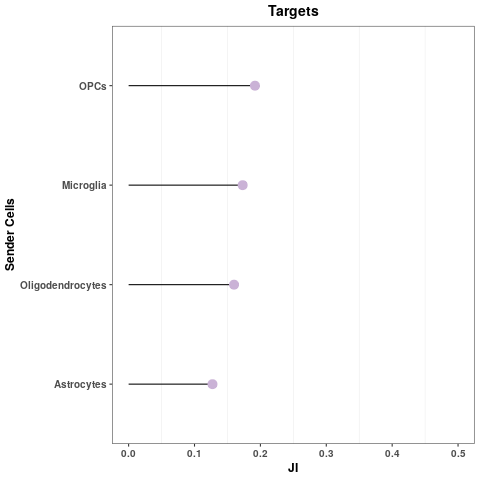 Targets
OPCs
Microglia
Oligodendrocytes
Astrocytes
Sender Cells
0.0 0.1 0.2 0.3 0.4 0.5
JI